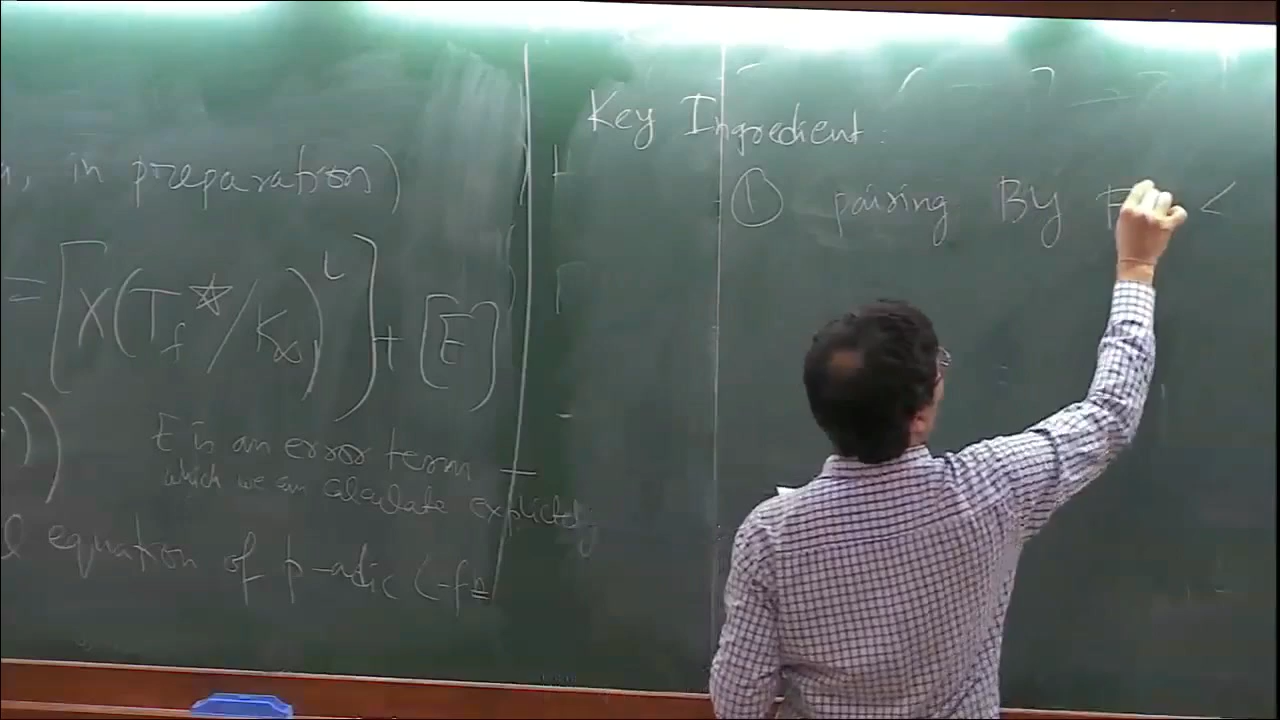 , in preparation)
= [X(T_f^☆/K_∞)^ι] + [E]
))
E is an error term
which we can calculate explicitly
l equation of p-adic L-fn
Key Ingredient:
① pairing By P <